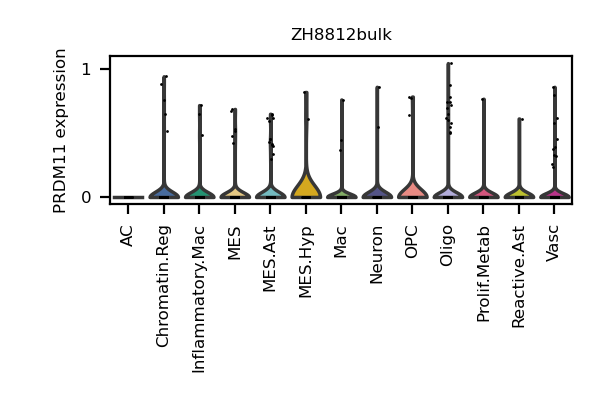 ZH8812bulk
PRDM11 expression
1
0
AC
Chromatin.Reg
Inflammatory.Mac
MES
MES.Ast
MES.Hyp
Mac
Neuron
OPC
Oligo
Prolif.Metab
Reactive.Ast
Vasc